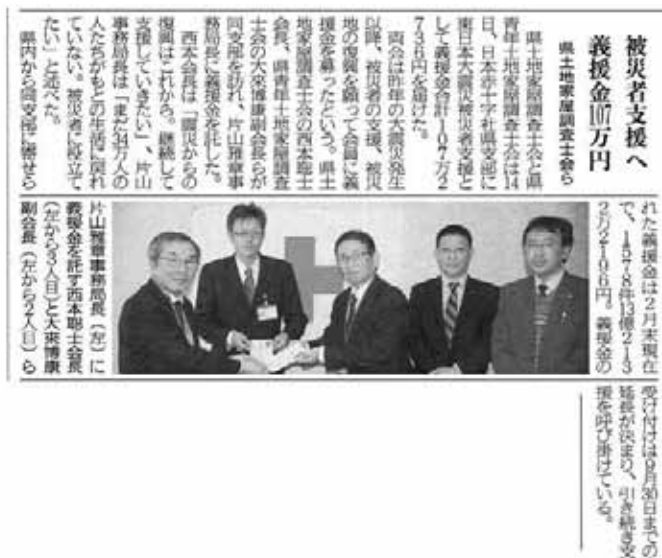 被災者支援へ
義援金107万円
県土地家屋調査士会ら
県土地家屋調査士会と県
青年土地家屋調査士会は14
日、日本赤十字社県支部に
東日本大震災被災者支援と
して義援金合計107万2
736円を届けた。
両会は昨年の大震災発生
以降、被災者の支援、被災
地の復興を願って会員に義
援金を募ったという。県土
地家屋調査士会の西本聡士
会長、県青年土地家屋調査
士会の大來博康副会長らが
同支部を訪れ、片山雅章事
務局長に義援金を託した。
西本会長は「震災からの
復興はこれから。継続して
支援していきたい」、片山
事務局長は「まだ34万人の
人たちがもとの生活に戻れ
ていない。被災者に役立て
たい」と述べた。
県内から同支部に寄せら
れた義援金は2月末現在
で、1578件13億213
2万2196円。義援金の
受け付けは9月30日までの
延長が決まり、引き続き支
援を呼び掛けている。
片山雅章事務局長（左）に
義援金を託す西本聡士会長
（左から3人目）と大來博康
副会長（左から2人目）ら